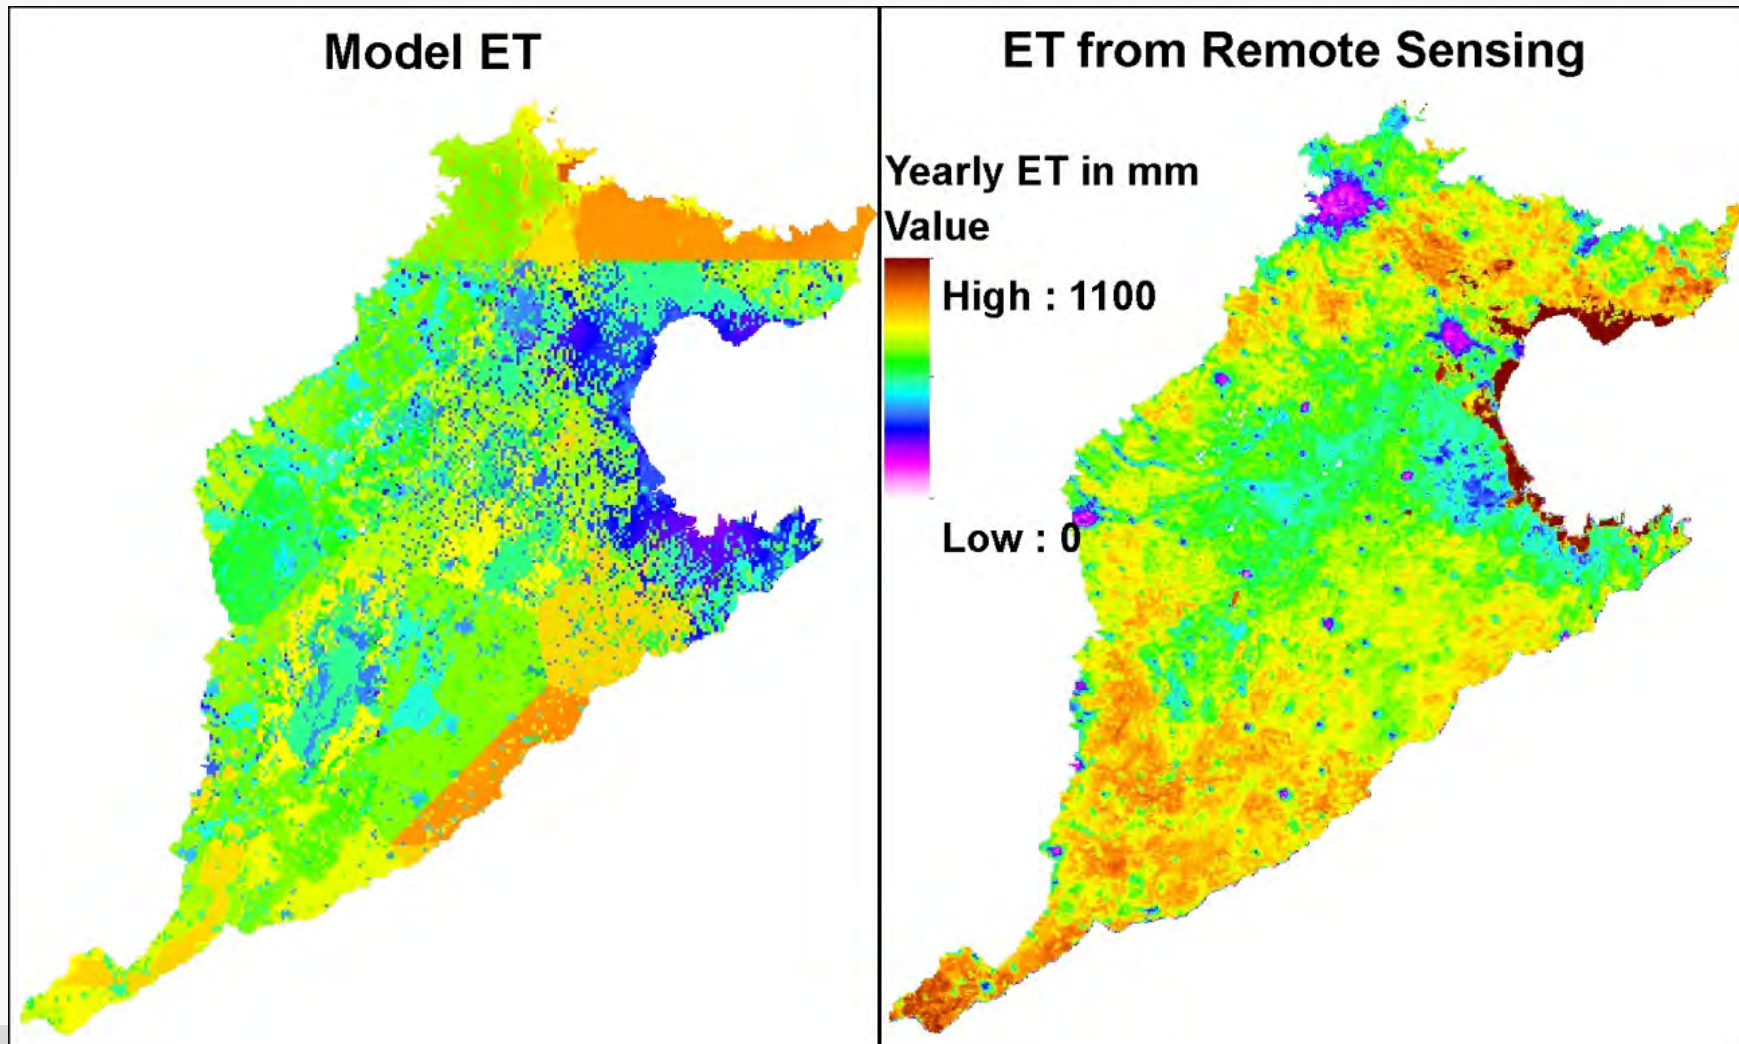 Model ET
ET from Remote Sensing
Yearly ET in mm
Value
High : 1100
Low : 0